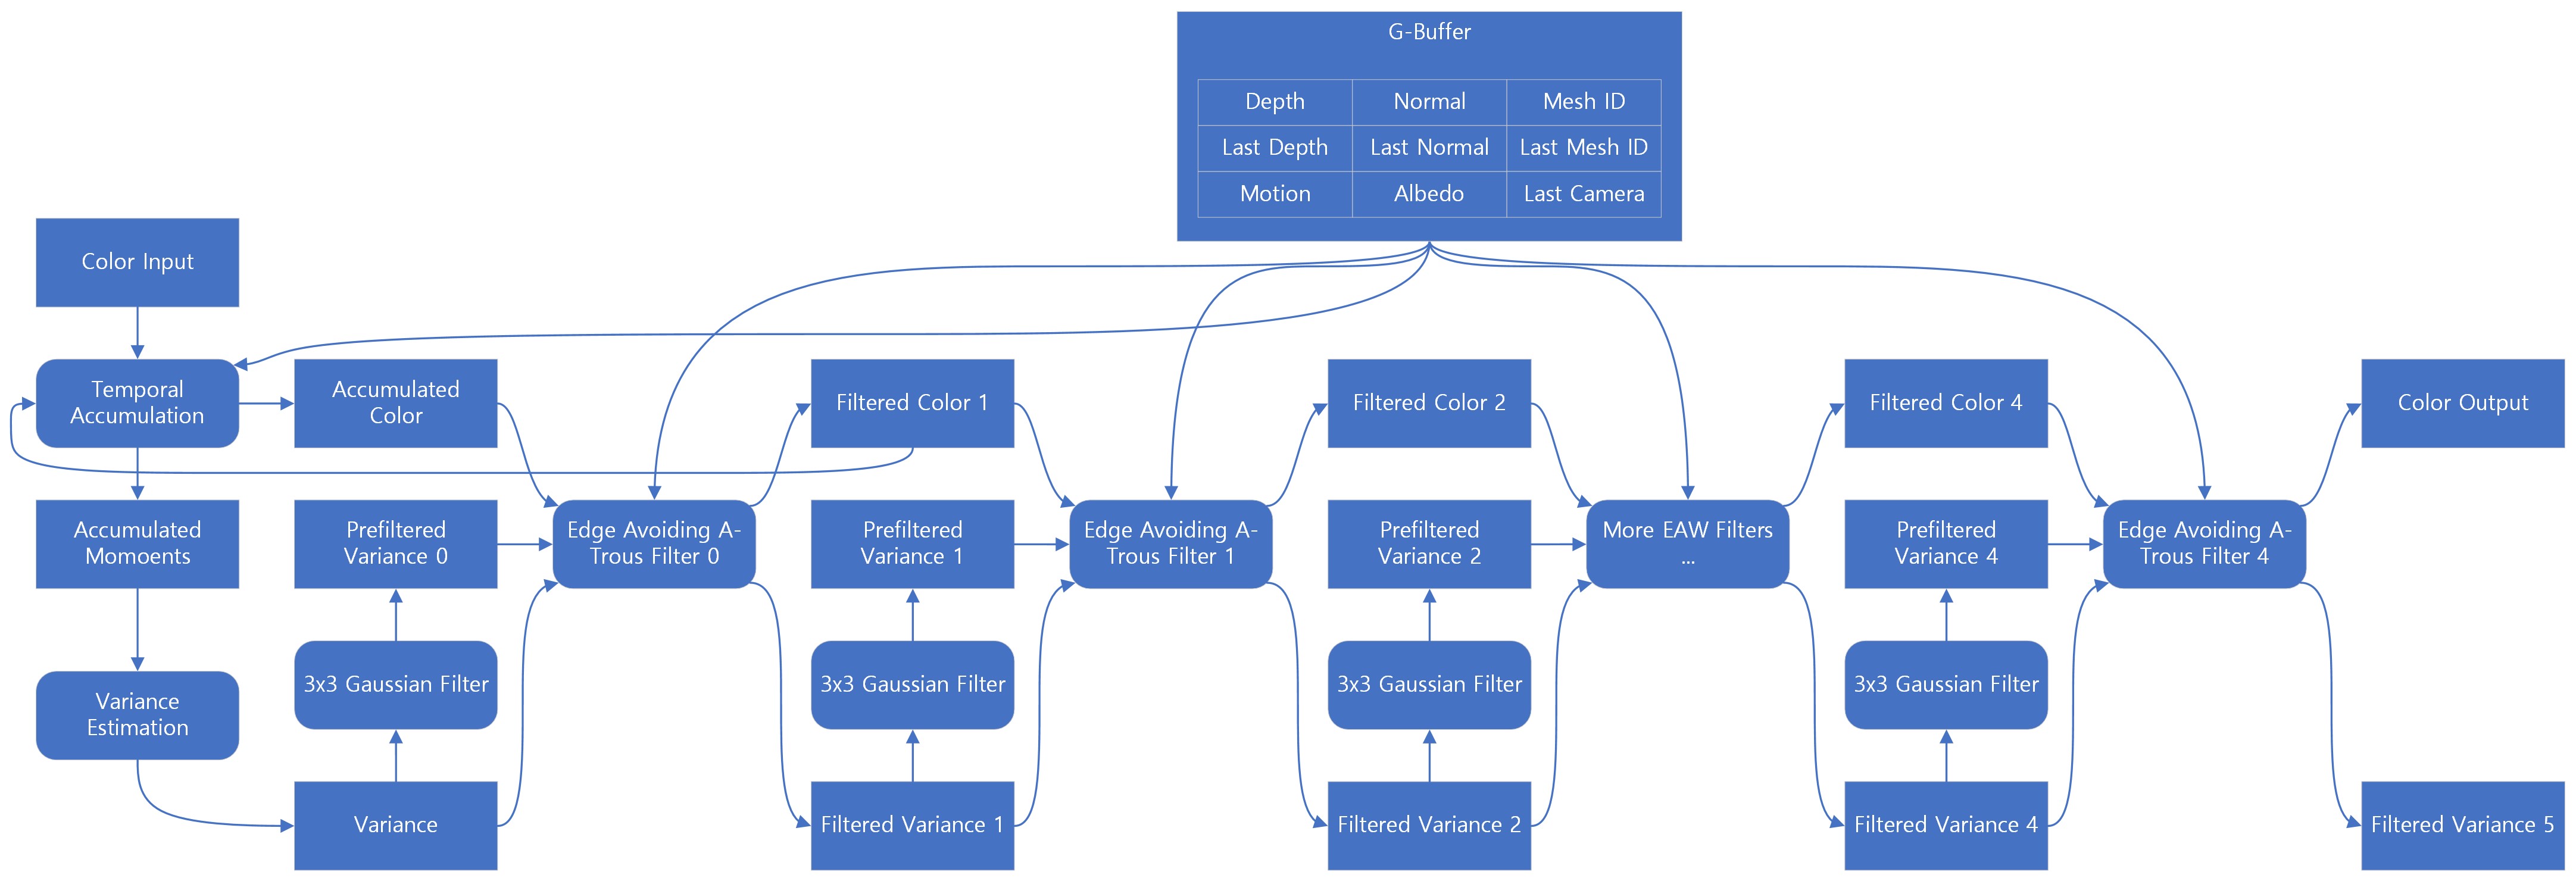 G-Buffer
Depth
Normal
Mesh ID
Last Depth
Last Normal
Last Mesh ID
Motion
Albedo
Last Camera
Color Input
Temporal
Accumulation
Accumulated
Color
Filtered Color 1
Filtered Color 2
Filtered Color 4
Color Output
Accumulated
Momoents
Prefiltered
Variance 0
Edge Avoiding A-
Trous Filter 0
Prefiltered
Variance 1
Edge Avoiding A-
Trous Filter 1
Prefiltered
Variance 2
More EAW Filters
...
Prefiltered
Variance 4
Edge Avoiding A-
Trous Filter 4
Variance
Estimation
3x3 Gaussian Filter
3x3 Gaussian Filter
3x3 Gaussian Filter
3x3 Gaussian Filter
Variance
Filtered Variance 1
Filtered Variance 2
Filtered Variance 4
Filtered Variance 5